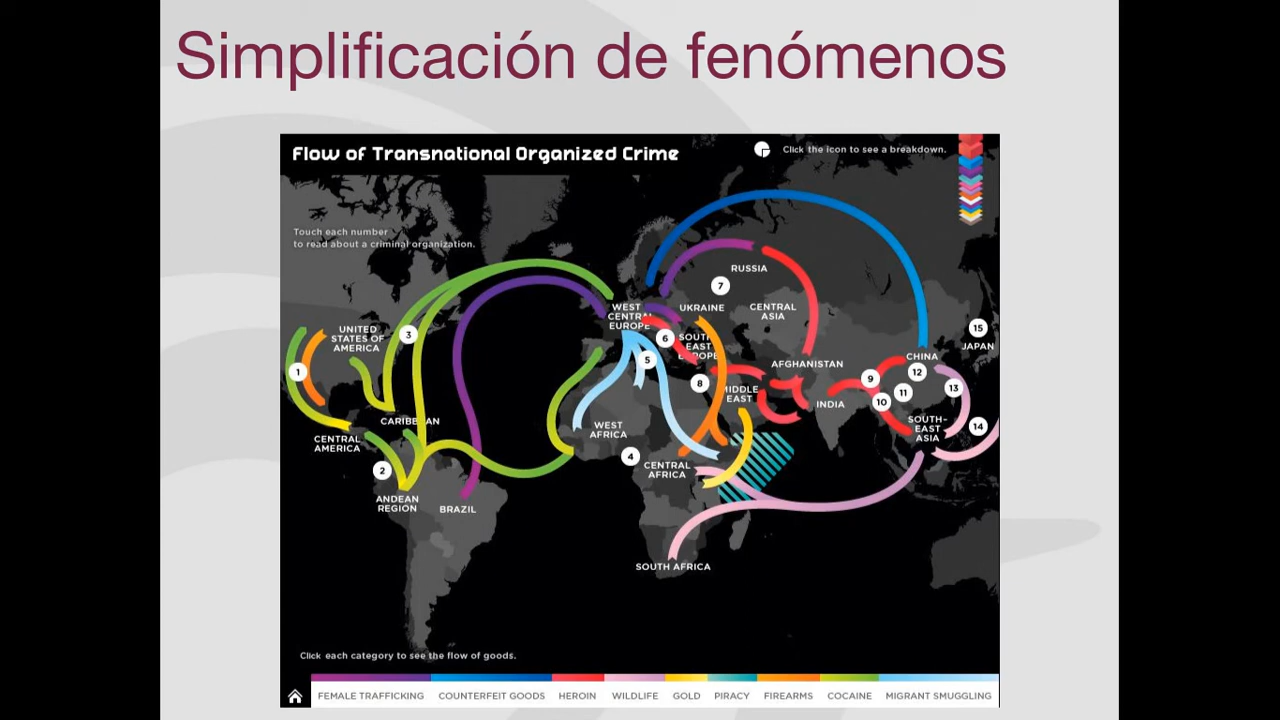 Simplificación de fenómenos
Flow of Transnational Organized Crime
Click the icon to see a breakdown.
Touch each number
to read about a criminal organization.
RUSSIA
7
WEST
CENTRAL
EUROPE
UKRAINE
CENTRAL
ASIA
15
JAPAN
UNITED
STATES OF
AMERICA
3
6
SOUTH
EAST
EUROPE
5
AFGHANISTAN
CHINA
1
8
9
12
MIDDLE
EAST
INDIA
10
11
13
CARIBBEAN
WEST
AFRICA
SOUTH-
EAST
ASIA
14
CENTRAL
AMERICA
2
4
CENTRAL
AFRICA
ANDEAN
REGION
BRAZIL
SOUTH AFRICA
Click each category to see the flow of goods.
FEMALE TRAFFICKING COUNTERFEIT GOODS HEROIN WILDLIFE GOLD PIRACY FIREARMS COCAINE MIGRANT SMUGGLING